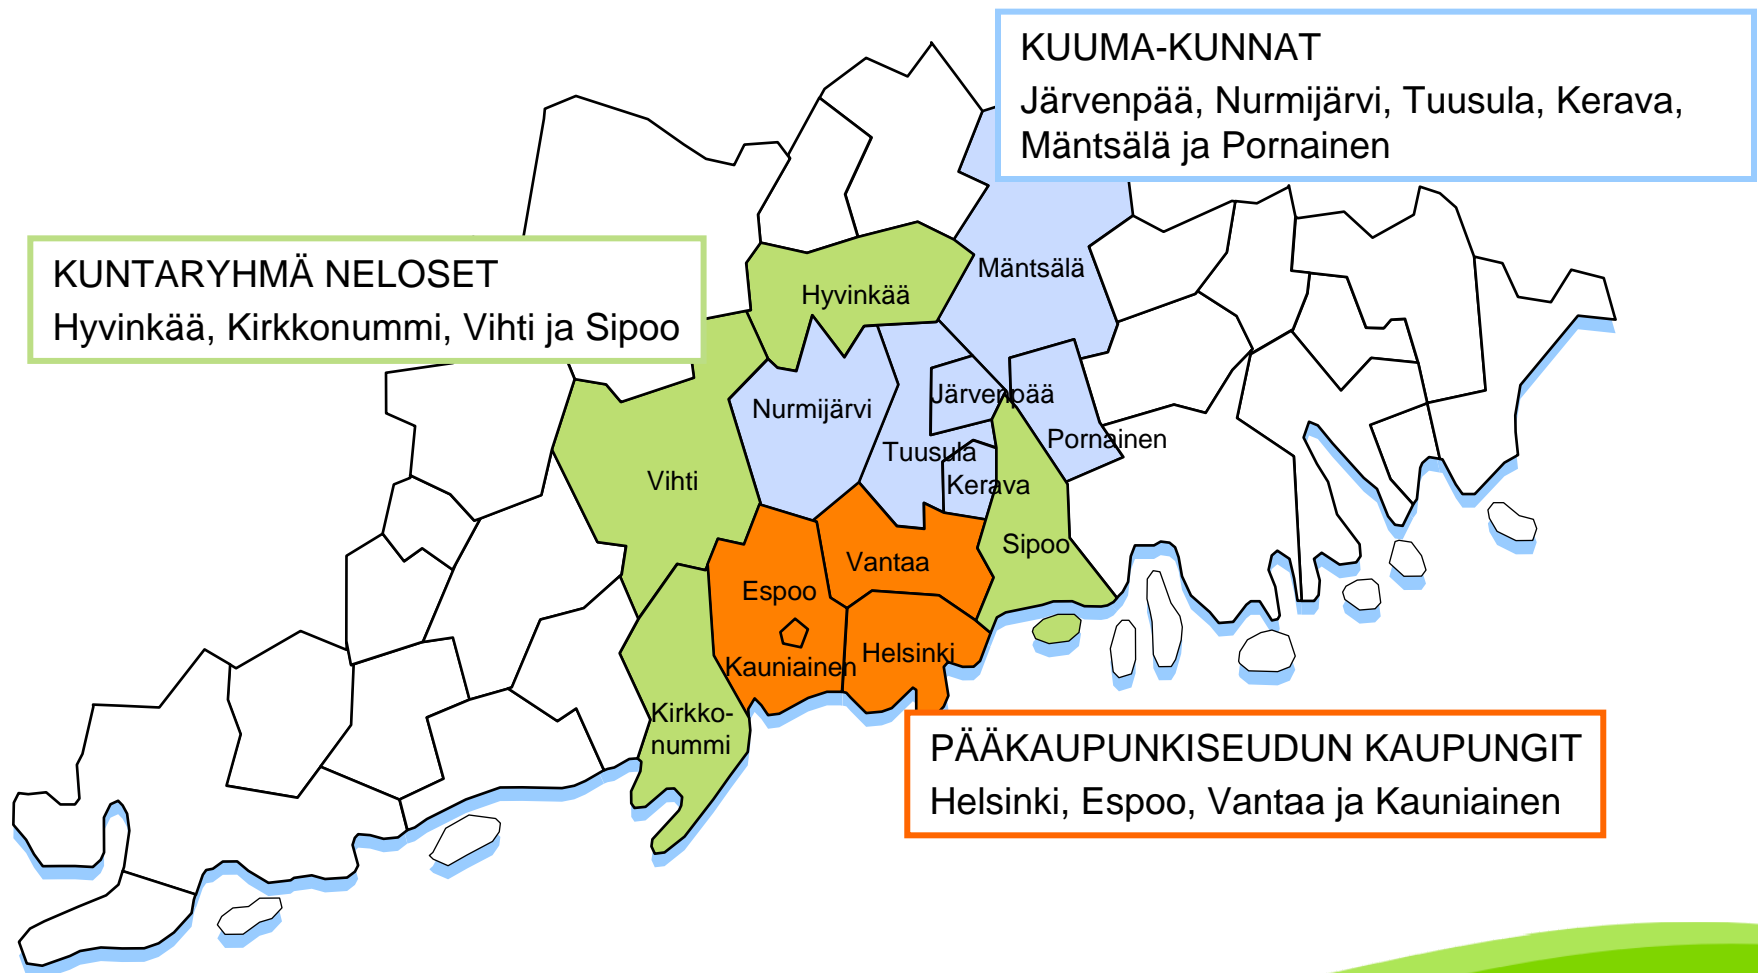 KUUMA-KUNNAT
Järvenpää, Nurmijärvi, Tuusula, Kerava,
Mäntsälä ja Pornainen
KUNTARYHMÄ NELOSET
Hyvinkää, Kirkkonummi, Vihti ja Sipoo
Mäntsälä
Hyvinkää
Järvenpää
Nurmijärvi
Pornainen
Tuusula
Vihti
Kerava
Sipoo
Vantaa
Espoo
Helsinki
Kauniainen
Kirkko-
nummi
PÄÄKAUPUNKISEUDUN KAUPUNGIT
Helsinki, Espoo, Vantaa ja Kauniainen